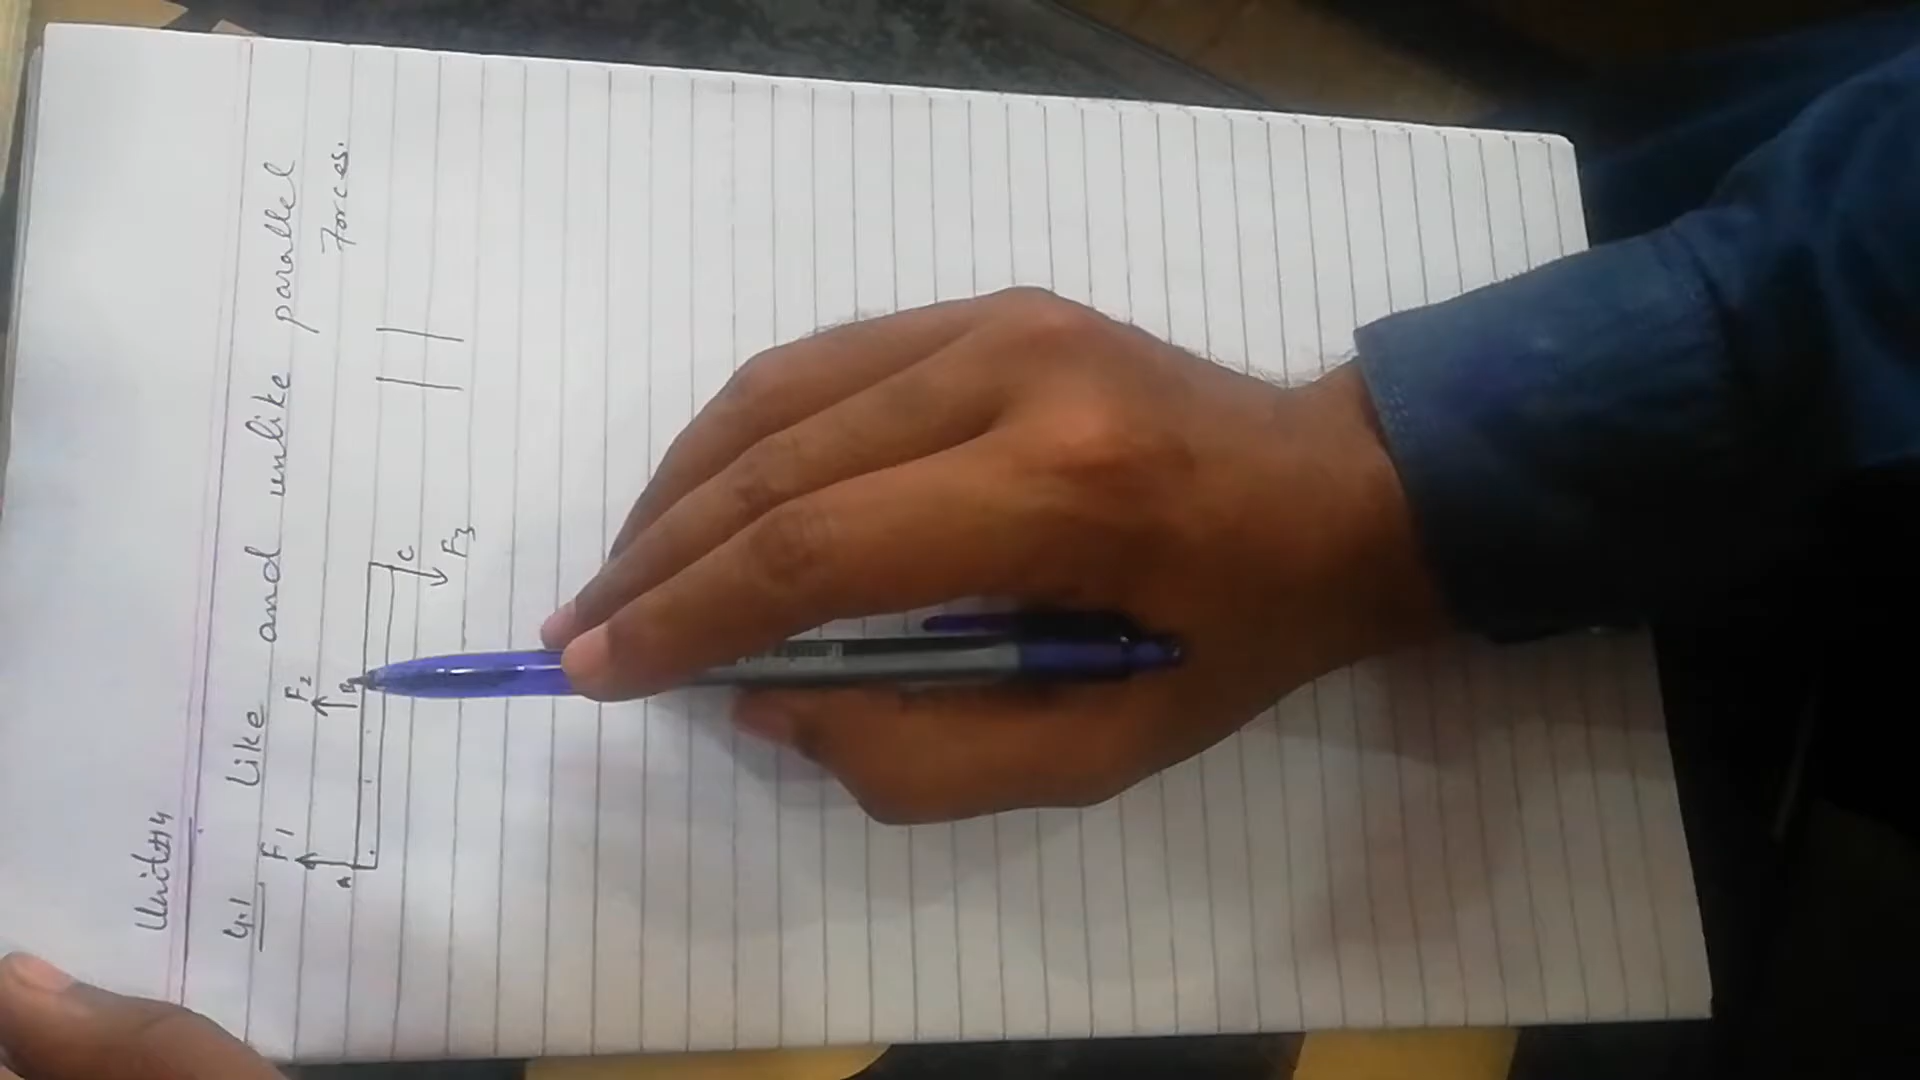 Unit#4
4.1 Like and unlike parallel
Forces.
F1 F2
A B C
F3